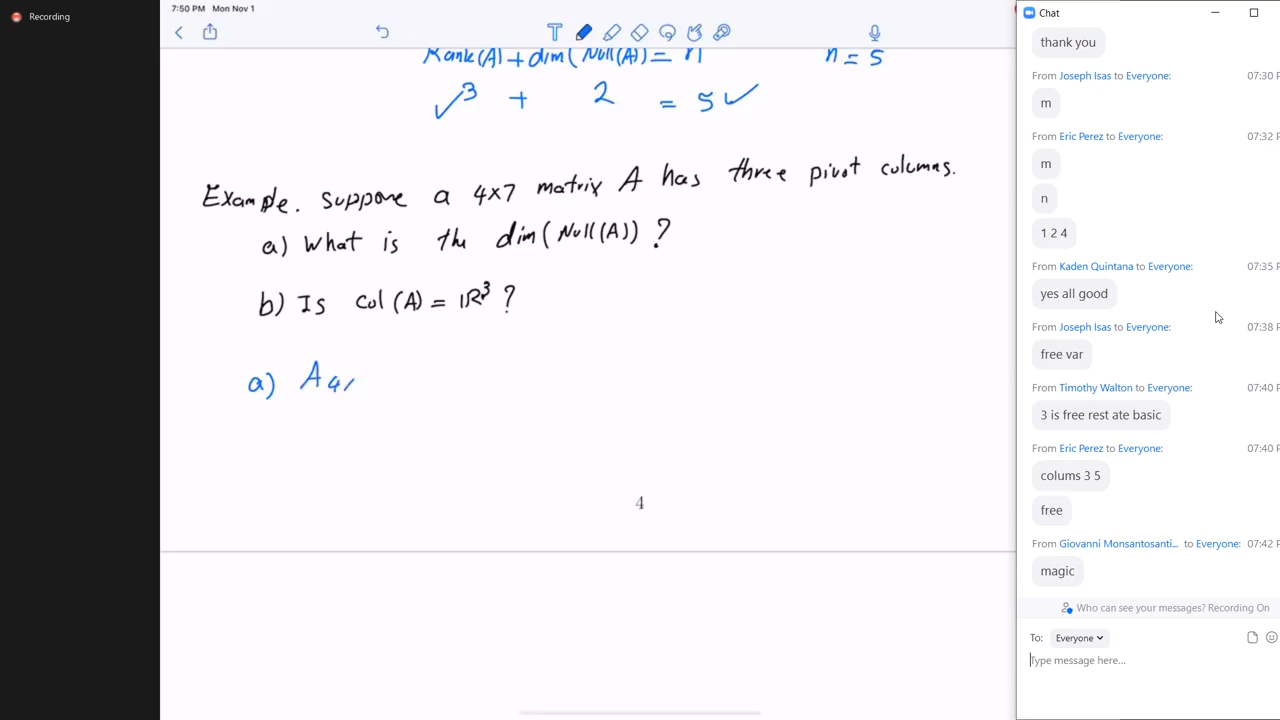 Recording
7:50 PM Mon Nov 1
Rank(A) + dim(Null(A)) = n
n = 5
✓ 3 + 2 = 5 ✓
Example. Suppose a 4×7 matrix A has three pivot columns.
a) What is the dim(Null(A)) ?
b) Is col(A) = ℝ³ ?
a) A 4
4
Chat
thank you
From Joseph Isas to Everyone: 07:30 P
m
From Eric Perez to Everyone: 07:32 P
m
n
1 2 4
From Kaden Quintana to Everyone: 07:35 P
yes all good
From Joseph Isas to Everyone: 07:38 P
free var
From Timothy Walton to Everyone: 07:40 P
3 is free rest ate basic
From Eric Perez to Everyone: 07:40 P
colums 3 5
free
From Giovanni Monsantosanti... to Everyone: 07:42 P
magic
Who can see your messages? Recording On
To: Everyone
Type message here...